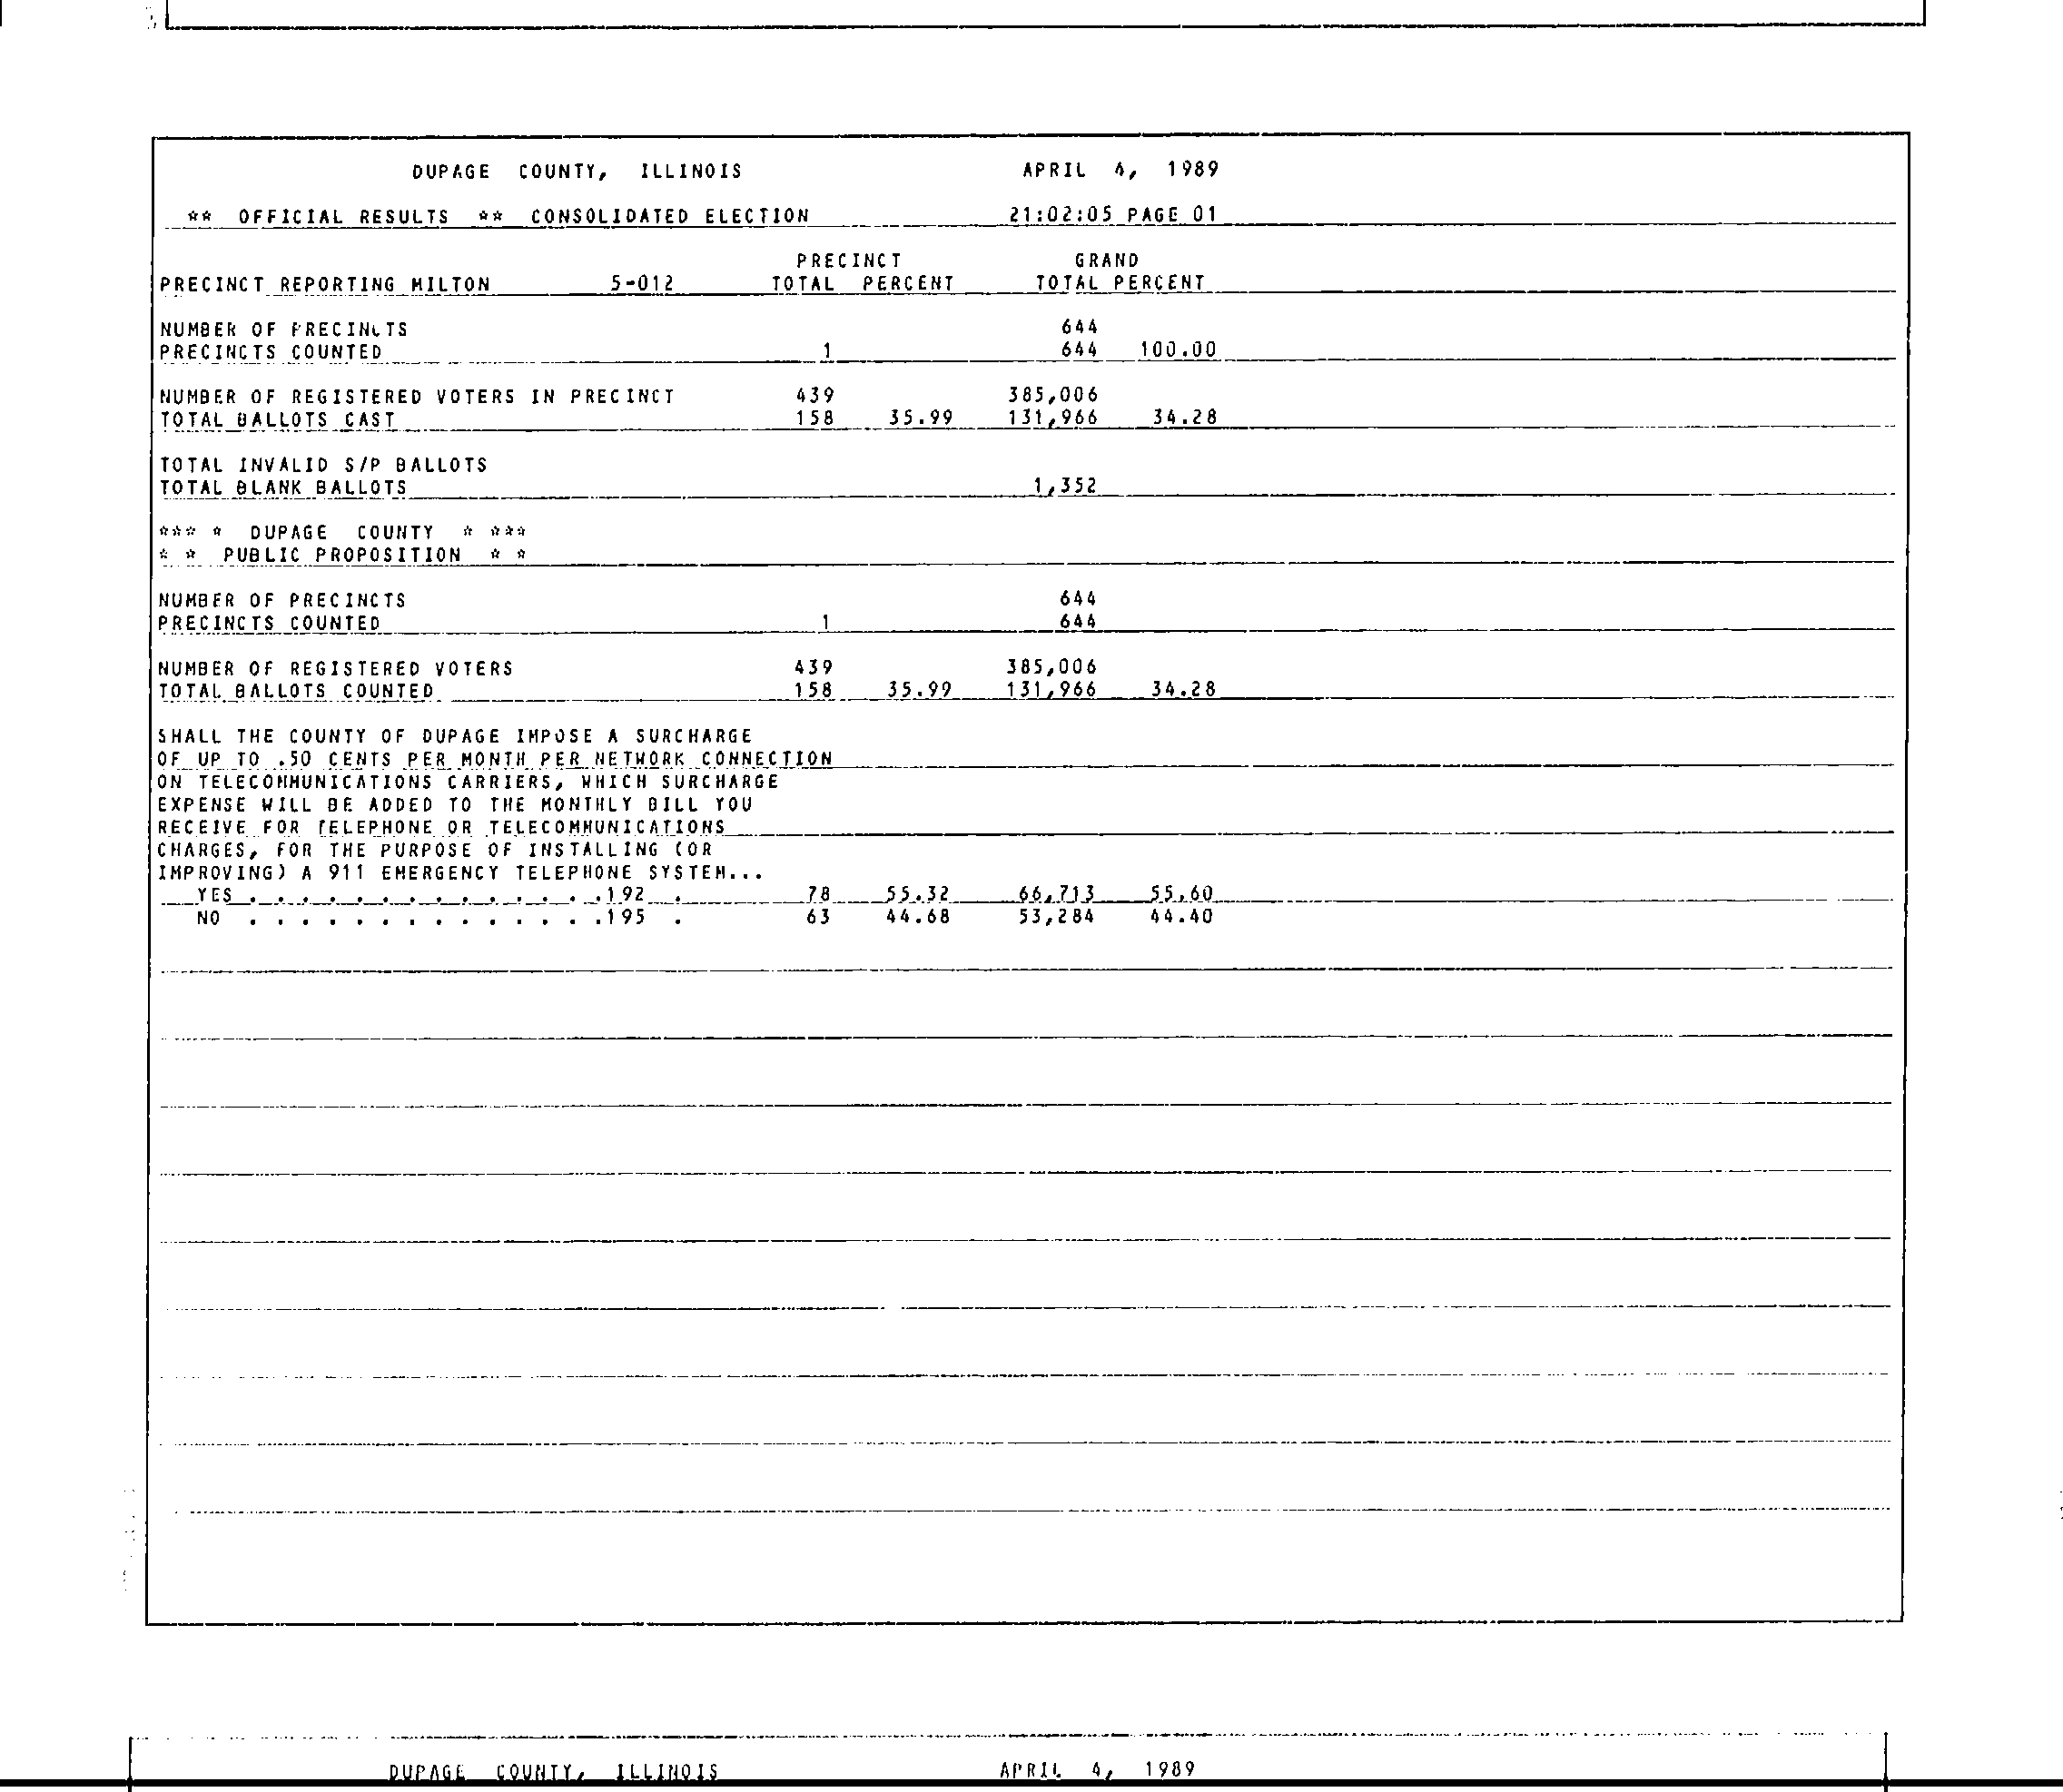 DUPAGE COUNTY, ILLINOIS APRIL 4, 1989
** OFFICIAL RESULTS ** CONSOLIDATED ELECTION 21:02:05 PAGE 01
PRECINCT GRAND
PRECINCT REPORTING MILTON 5-012 TOTAL PERCENT TOTAL PERCENT
NUMBER OF PRECINCTS 644
PRECINCTS COUNTED 1 644 100.00
NUMBER OF REGISTERED VOTERS IN PRECINCT 439 385,006
TOTAL BALLOTS CAST 158 35.99 131,966 34.28
TOTAL INVALID S/P BALLOTS
TOTAL BLANK BALLOTS 1,352
*** * DUPAGE COUNTY * ***
* * PUBLIC PROPOSITION * *
NUMBER OF PRECINCTS 644
PRECINCTS COUNTED 1 644
NUMBER OF REGISTERED VOTERS 439 385,006
TOTAL BALLOTS COUNTED 158 35.99 131,966 34.28
SHALL THE COUNTY OF DUPAGE IMPOSE A SURCHARGE
OF UP TO .50 CENTS PER MONTH PER NETWORK CONNECTION
ON TELECOMMUNICATIONS CARRIERS, WHICH SURCHARGE
EXPENSE WILL BE ADDED TO THE MONTHLY BILL YOU
RECEIVE FOR TELEPHONE OR TELECOMMUNICATIONS
CHARGES, FOR THE PURPOSE OF INSTALLING (OR
IMPROVING) A 911 EMERGENCY TELEPHONE SYSTEM...
YES . . . . . . . . . . . . . .192 . 78 55.32 66,713 55.60
NO . . . . . . . . . . . . . .195 . 63 44.68 53,284 44.40
DUPAGE COUNTY, ILLINOIS APRIL 4, 1989